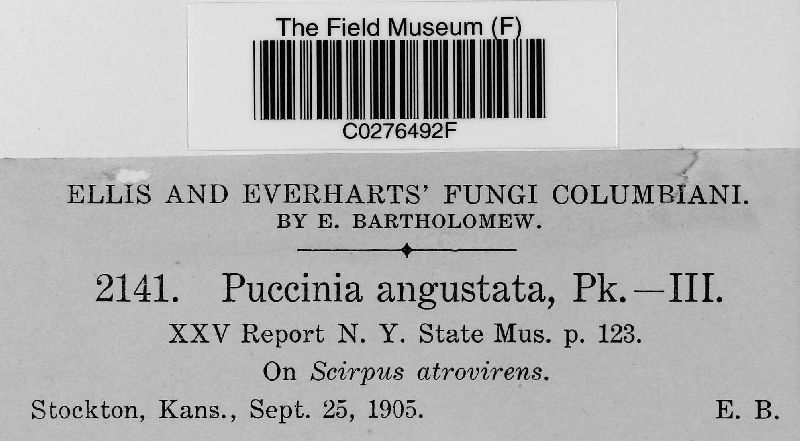 The Field Museum (F)
C0276492F
ELLIS AND EVERHARTS' FUNGI COLUMBIANI.
BY E. BARTHOLOMEW.
2141. Puccinia angustata, Pk.—III.
XXV Report N. Y. State Mus. p. 123.
On Scirpus atrovirens.
Stockton, Kans., Sept. 25, 1905. E. B.